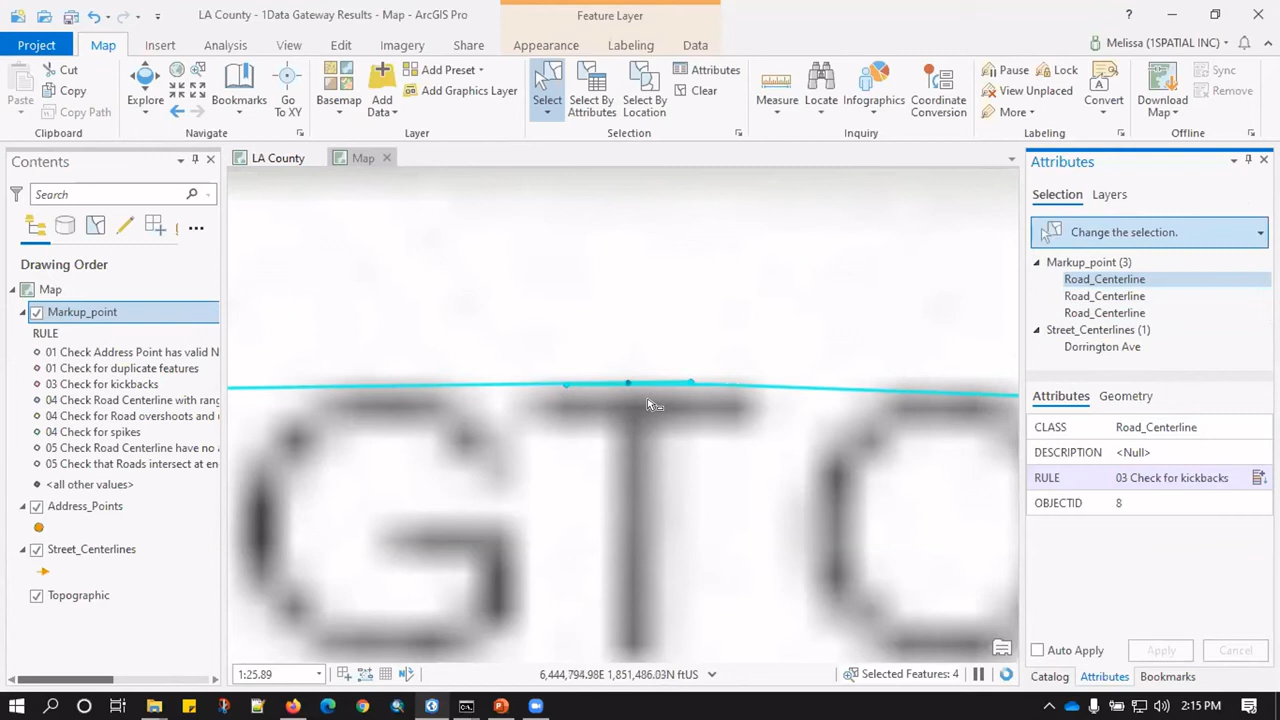 LA County - 1Data Gateway Results - Map - ArcGIS Pro
Feature Layer
?
Project
Map
Insert
Analysis
View
Edit
Imagery
Share
Appearance
Labeling
Data
Melissa (1SPATIAL INC)
Paste
Cut
Copy
Copy Path
Clipboard
Explore
Bookmarks
Go To XY
Navigate
Basemap
Add Data
Add Preset
Add Graphics Layer
Layer
Select
Select By Attributes
Select By Location
Attributes
Clear
Selection
Measure
Locate
Infographics
Coordinate Conversion
Inquiry
Pause
Lock
View Unplaced
More
Convert
Labeling
Download Map
Sync
Remove
Offline
Contents
Search
Drawing Order
Map
Markup_point
RULE
01 Check Address Point has valid N
01 Check for duplicate features
03 Check for kickbacks
04 Check Road Centerline with rang
04 Check for Road overshoots and
04 Check for spikes
05 Check Road Centerline have no
05 Check that Roads intersect at en
<all other values>
Address_Points
Street_Centerlines
Topographic
LA County
Map
GTO
1:25.89
6,444,794.98E 1,851,486.03N ftUS
Selected Features: 4
Attributes
Selection
Layers
Change the selection.
Markup_point (3)
Road_Centerline
Road_Centerline
Road_Centerline
Street_Centerlines (1)
Dorrington Ave
Attributes
Geometry
CLASS Road_Centerline
DESCRIPTION <Null>
RULE 03 Check for kickbacks
OBJECTID 8
Auto Apply
Apply
Cancel
Catalog
Attributes
Bookmarks
2:15 PM